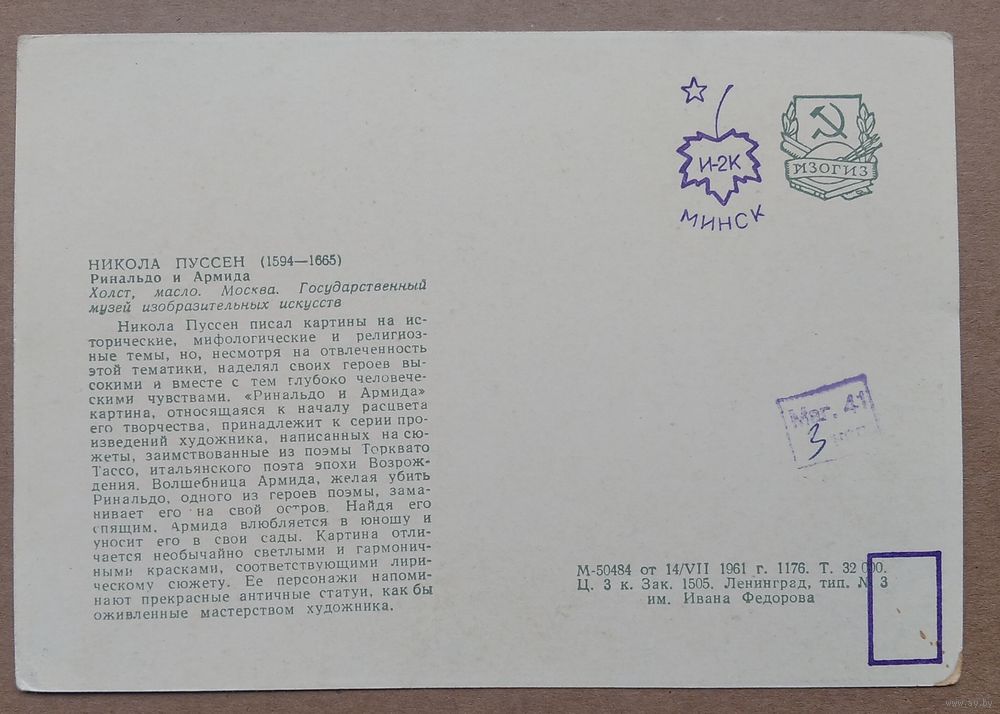 И-2К
МИНСК
ИЗОГИЗ
НИКОЛА ПУССЕН (1594—1665)
Ринальдо и Армида
Холст, масло. Москва. Государственный
музей изобразительных искусств
Никола Пуссен писал картины на ис-
торические, мифологические и религиоз-
ные темы, но, несмотря на отвлеченность
этой тематики, наделял своих героев вы-
сокими и вместе с тем глубоко человече-
скими чувствами. «Ринальдо и Армида»
картина, относящаяся к началу расцвета
его творчества, принадлежит к серии про-
изведений художника, написанных на сю-
жеты, заимствованные из поэмы Торквато
Тассо, итальянского поэта эпохи Возрож-
дения. Волшебница Армида, желая убить
Ринальдо, одного из героев поэмы, зама-
нивает его на свой остров. Найдя его
спящим, Армида влюбляется в юношу и
уносит его в свои сады. Картина отли-
чается необычайно светлыми и гармонич-
ными красками, соответствующими лири-
ческому сюжету. Ее персонажи напоми-
нают прекрасные античные статуи, как бы
оживленные мастерством художника.
Маг. 41
3 коп
М-50484 от 14/VII 1961 г. 1176. Т. 32 000.
Ц. 3 к. Зак. 1505. Ленинград, тип. № 3
им. Ивана Федорова
www.ay.by